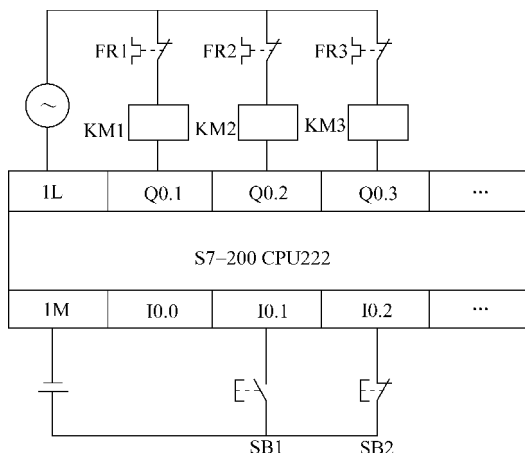 FR1 FR2 FR3
~
KM1 KM2 KM3
1L Q0.1 Q0.2 Q0.3 ...
S7-200 CPU222
1M I0.0 I0.1 I0.2 ...
SB1 SB2